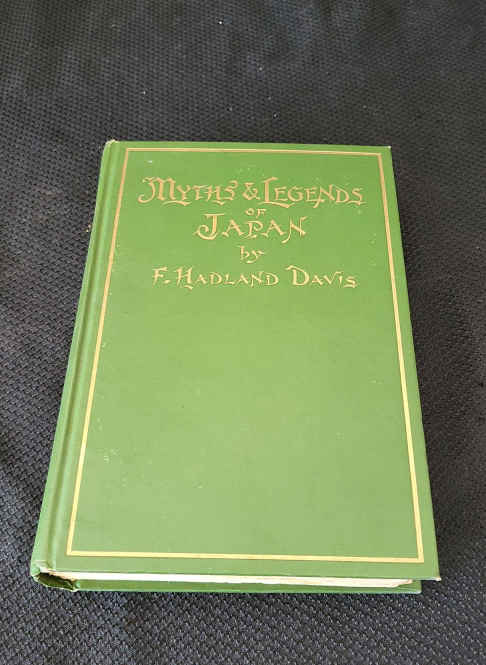 Myths & Legends
of
Japan
by
F. Hadland Davis